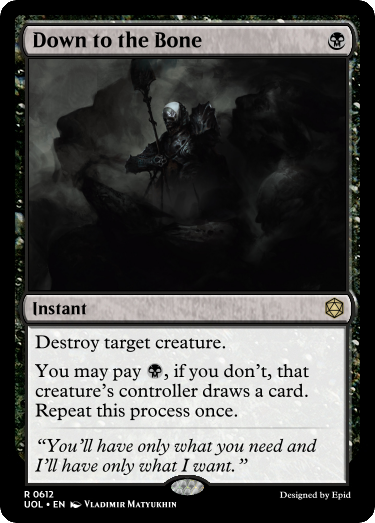 Down to the Bone
Instant
Destroy target creature.
You may pay , if you don't, that
creature's controller draws a card.
Repeat this process once.
“You'll have only what you need and
I'll have only what I want.”
R 0612
UOL • EN Vladimir Matyukhin
Designed by Epid